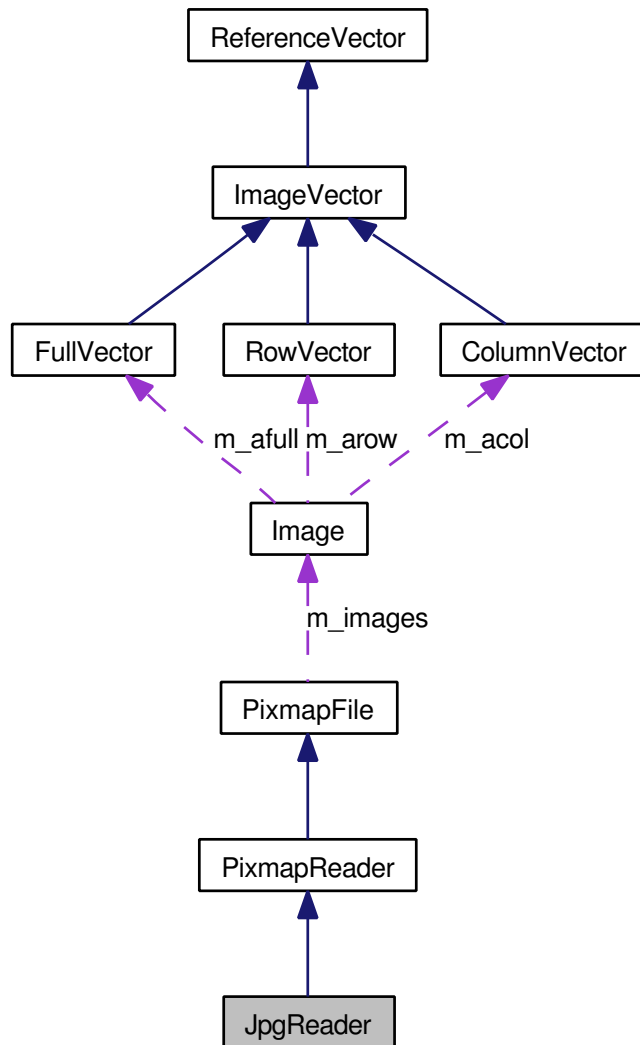 ReferenceVector
ImageVector
FullVector
RowVector
ColumnVector
m_afull
m_arow
m_acol
Image
m_images
PixmapFile
PixmapReader
JpgReader